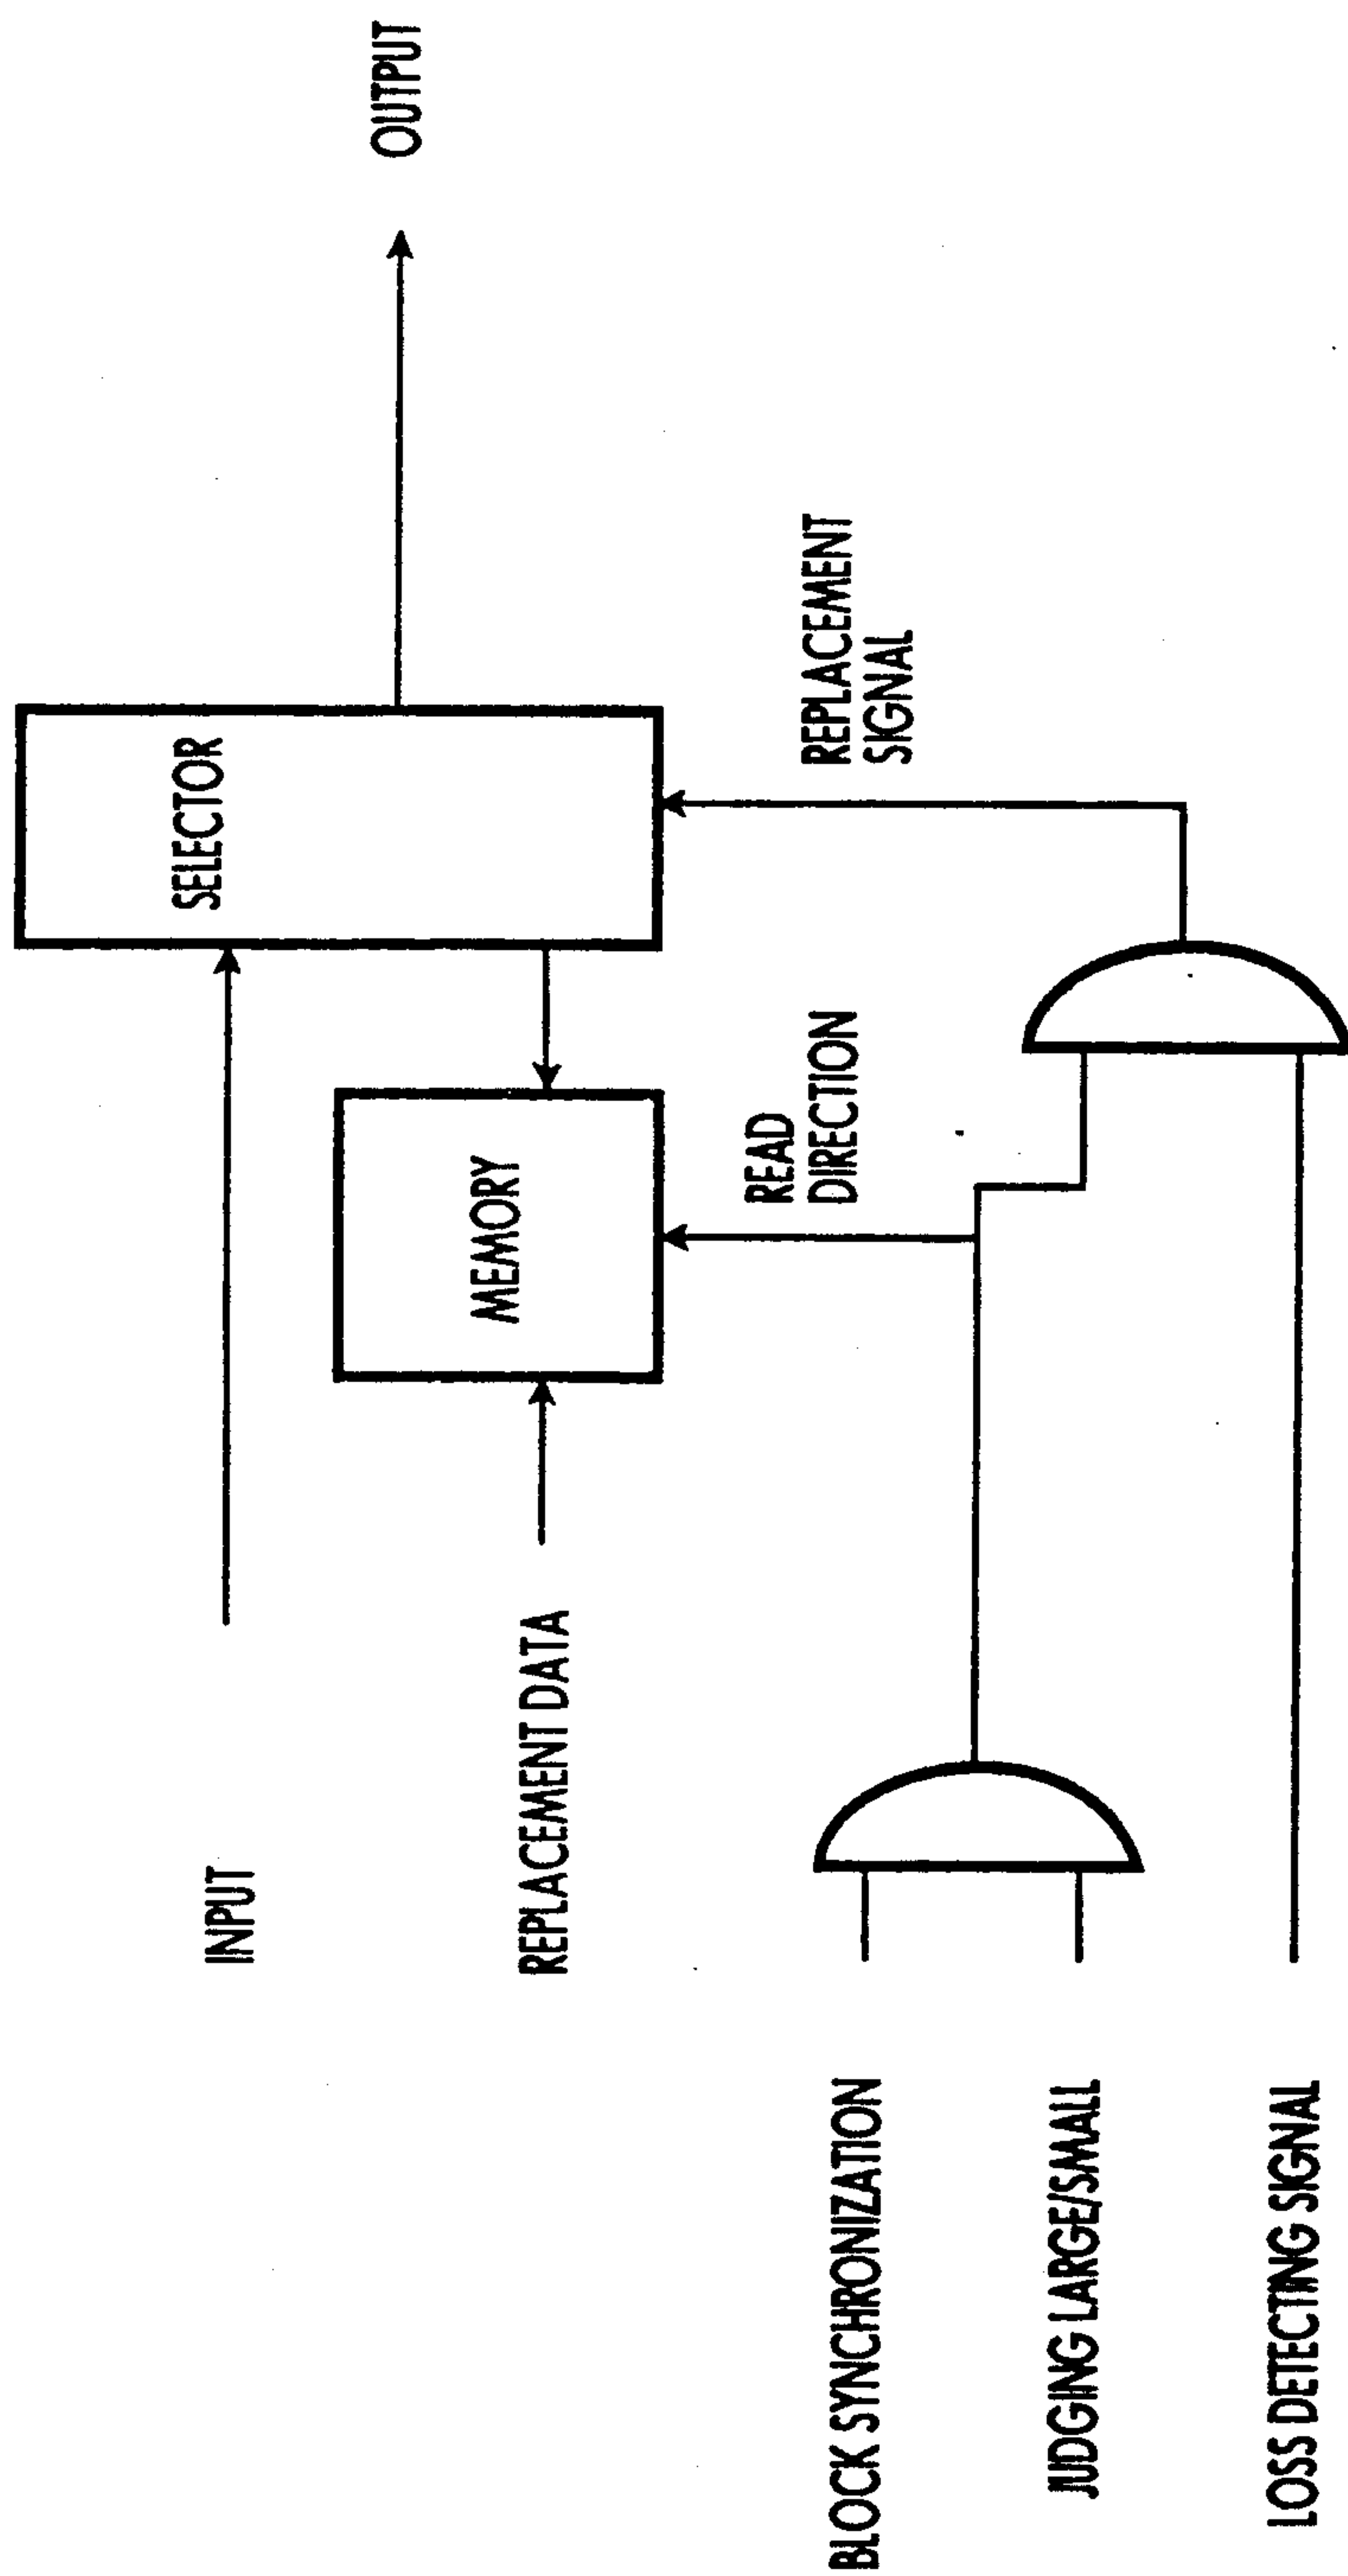 INPUT
SELECTOR
OUTPUT
REPLACEMENT DATA
MEMORY
READ
DIRECTION
REPLACEMENT
SIGNAL
BLOCK SYNCHRONIZATION
JUDGING LARGE/SMALL
LOSS DETECTING SIGNAL